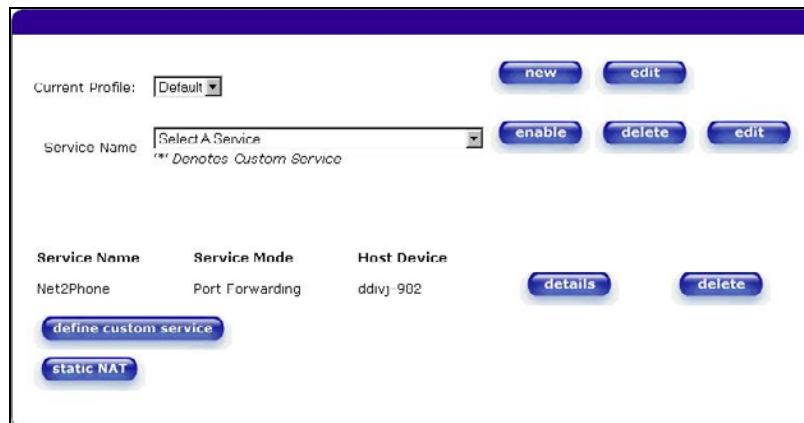 new edit
Current Profile: Default
Service Name Select A Service enable delete edit
'*' Denotes Custom Service
Service Name Service Mode Host Device
Net2Phone Port Forwarding ddivj-902 details delete
define custom service
static NAT